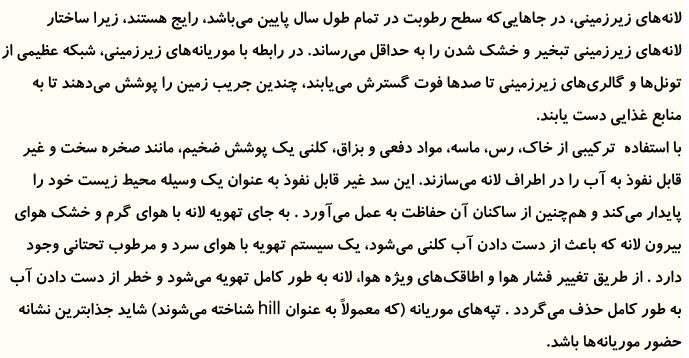 لانه‌های زیرزمینی، در جاهایی‌که سطح رطوبت در تمام طول سال پایین می‌باشد، رایج هستند، زیرا ساختار
لانه‌های زیرزمینی تبخیر و خشک شدن را به حداقل می‌رساند. در رابطه با موریانه‌های زیرزمینی، شبکه عظیمی از
تونل‌ها و گالری‌های زیرزمینی تا صدها فوت گسترش می‌یابند، چندین جریب زمین را پوشش می‌دهند تا به
منابع غذایی دست یابند.
با استفاده  ترکیبی از خاک، رس، ماسه، مواد دفعی و بزاق، کلنی یک پوشش ضخیم، مانند صخره سخت و غیر
قابل نفوذ به آب را در اطراف لانه می‌سازند. این سد غیر قابل نفوذ به عنوان یک وسیله محیط زیست خود را
پایدار می‌کند و هم‌چنین از ساکنان آن حفاظت به عمل می‌آورد . به جای تهویه لانه با هوای گرم و خشک هوای
بیرون لانه که باعث از دست دادن آب کلنی می‌شود، یک سیستم تهویه با هوای سرد و مرطوب تحتانی وجود
دارد . از طریق تغییر فشار هوا و اطاقک‌های ویژه هوا، لانه به طور کامل تهویه می‌شود و خطر از دست دادن آب
به طور کامل حذف می‌گردد . تپه‌های موریانه (که معمولاً به عنوان hill شناخته می‌شوند) شاید جذابترین نشانه
حضور موریانه‌ها باشد.